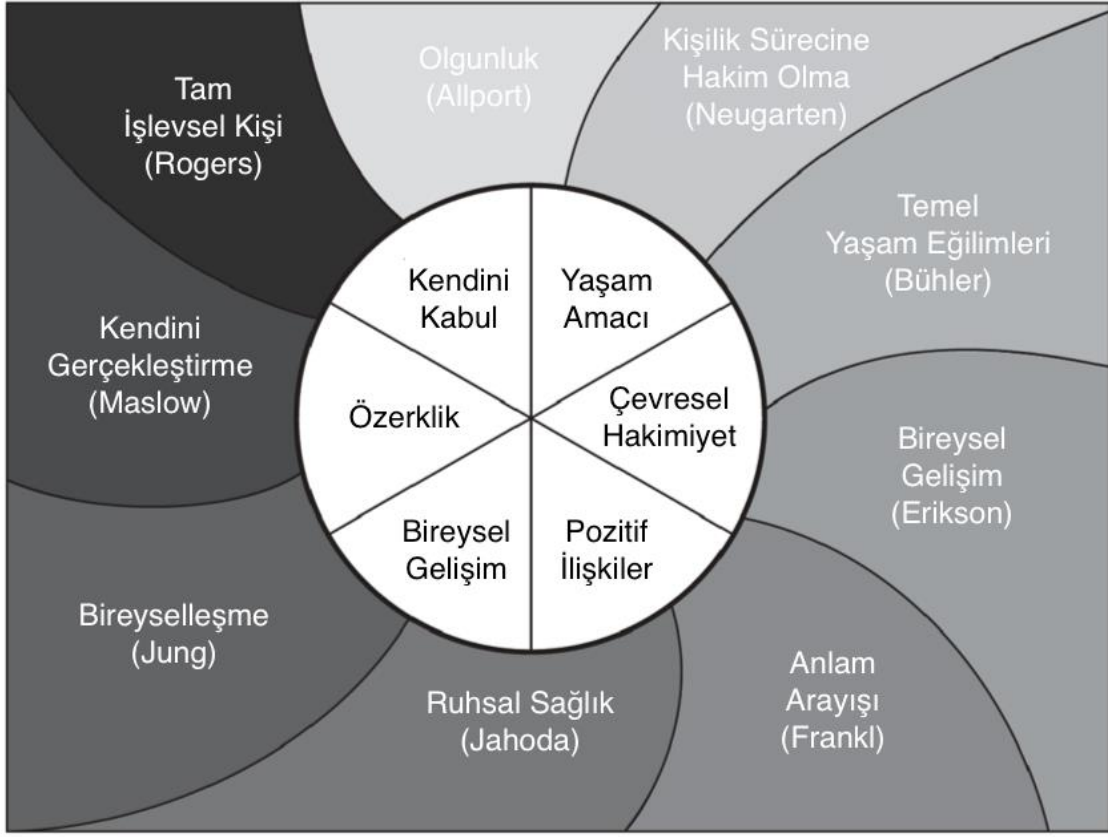 Olgunluk
(Allport)
Kişilik Sürecine
Hakim Olma
(Neugarten)
Tam
İşlevsel Kişi
(Rogers)
Temel
Yaşam Eğilimleri
(Bühler)
Kendini
Kabul
Yaşam
Amacı
Kendini
Gerçekleştirme
(Maslow)
Özerklik
Çevresel
Hakimiyet
Bireysel
Gelişim
(Erikson)
Bireysel
Gelişim
Pozitif
İlişkiler
Bireyselleşme
(Jung)
Ruhsal Sağlık
(Jahoda)
Anlam
Arayışı
(Frankl)